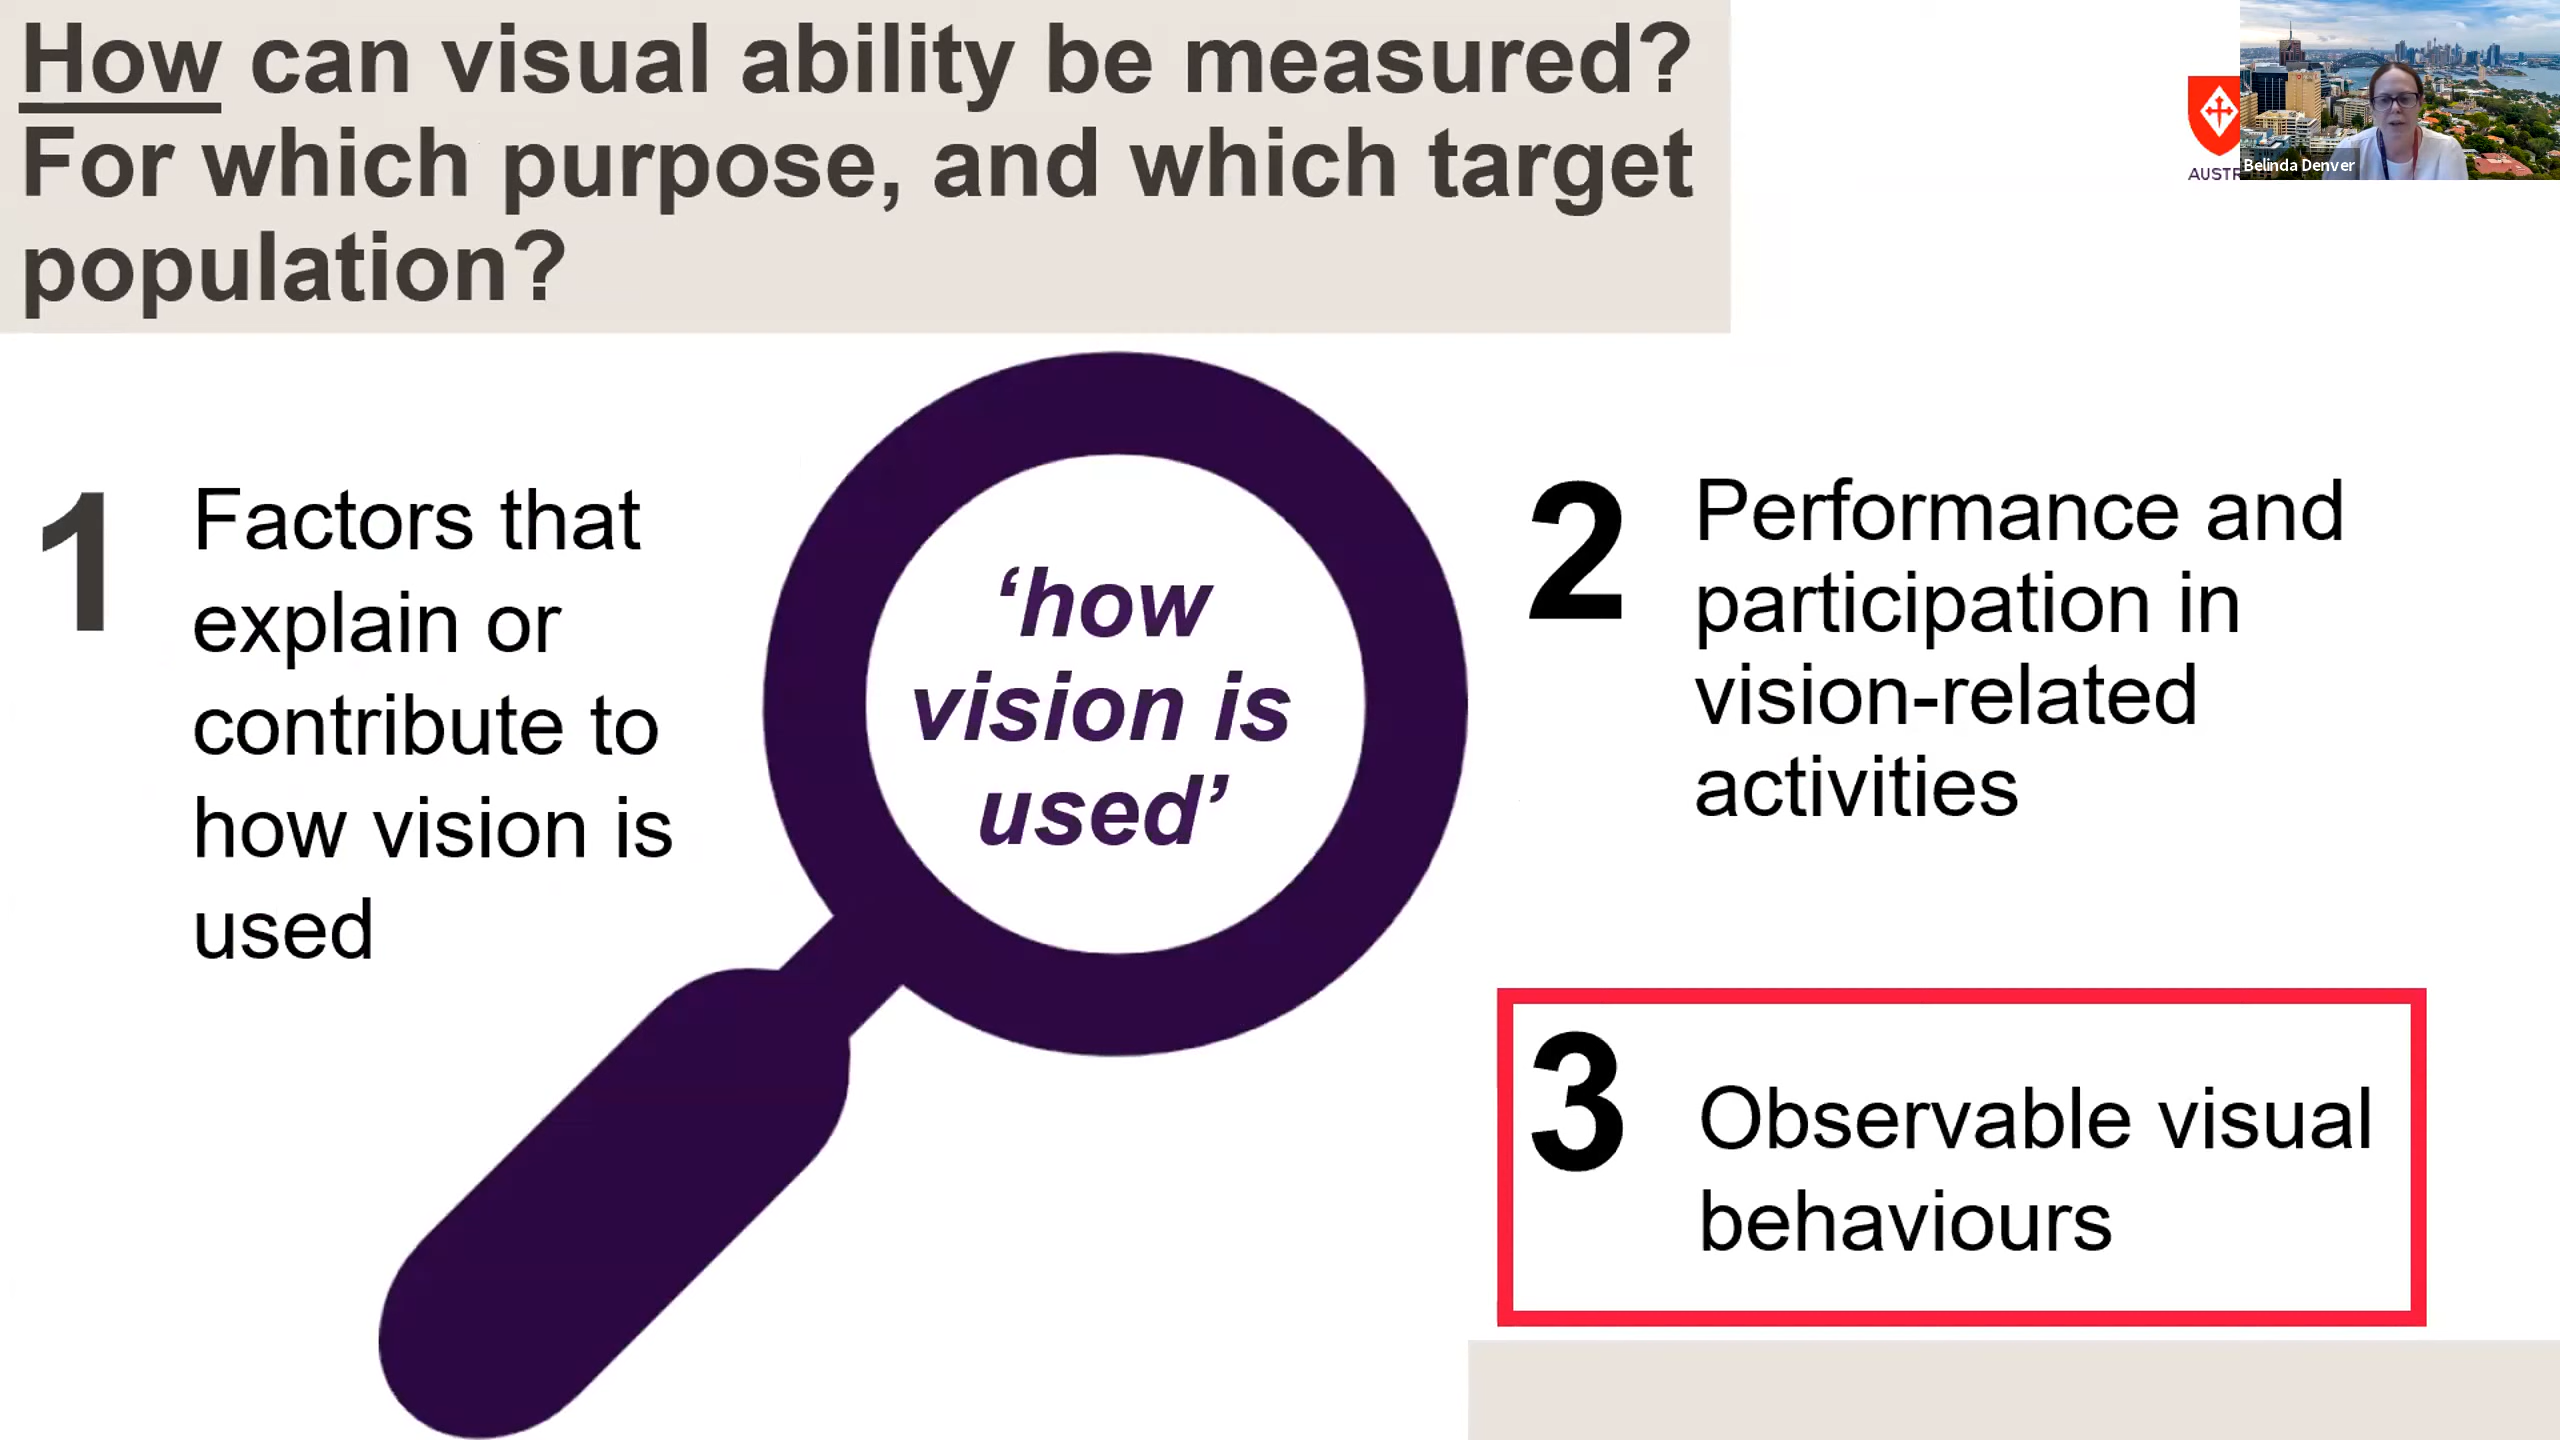 How can visual ability be measured?
For which purpose, and which target
population?
AUSTR
Belinda Denver
1
Factors that
explain or
contribute to
how vision is
used
‘how
vision is
used’
2
Performance and
participation in
vision-related
activities
3
Observable visual
behaviours